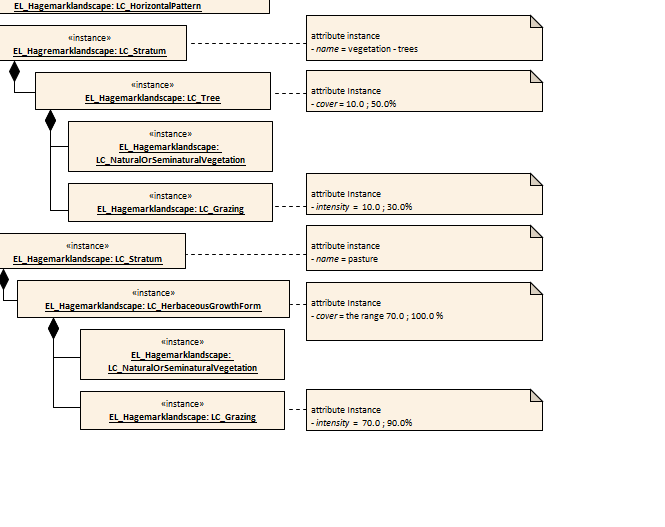 EL_Hagemarklandscape: LC_HorizontalPattern
«instance»
EL_Hagremarklandscape: LC_Stratum
attribute instance
- name = vegetation - trees
«instance»
EL_Hagemarklandscape: LC_Tree
attribute Instance
- cover = 10.0 ; 50.0%
«instance»
EL_Hagemarklandscape:
LC_NaturalOrSeminaturalVegetation
«instance»
EL_Hagemarklandscape: LC_Grazing
attribute Instance
- intensity = 10.0 ; 30.0%
«instance»
EL_Hagemarklandscape: LC_Stratum
attribute Instance
- name = pasture
«instance»
EL_Hagemarklandscape: LC_HerbaceousGrowthForm
attribute Instance
- cover = the range 70.0 ; 100.0 %
«instance»
EL_Hagemarklandscape:
LC_NaturalOrSeminaturalVegetation
«instance»
EL_Hagemarklandscape: LC_Grazing
attribute Instance
- intensity = 70.0 ; 90.0%